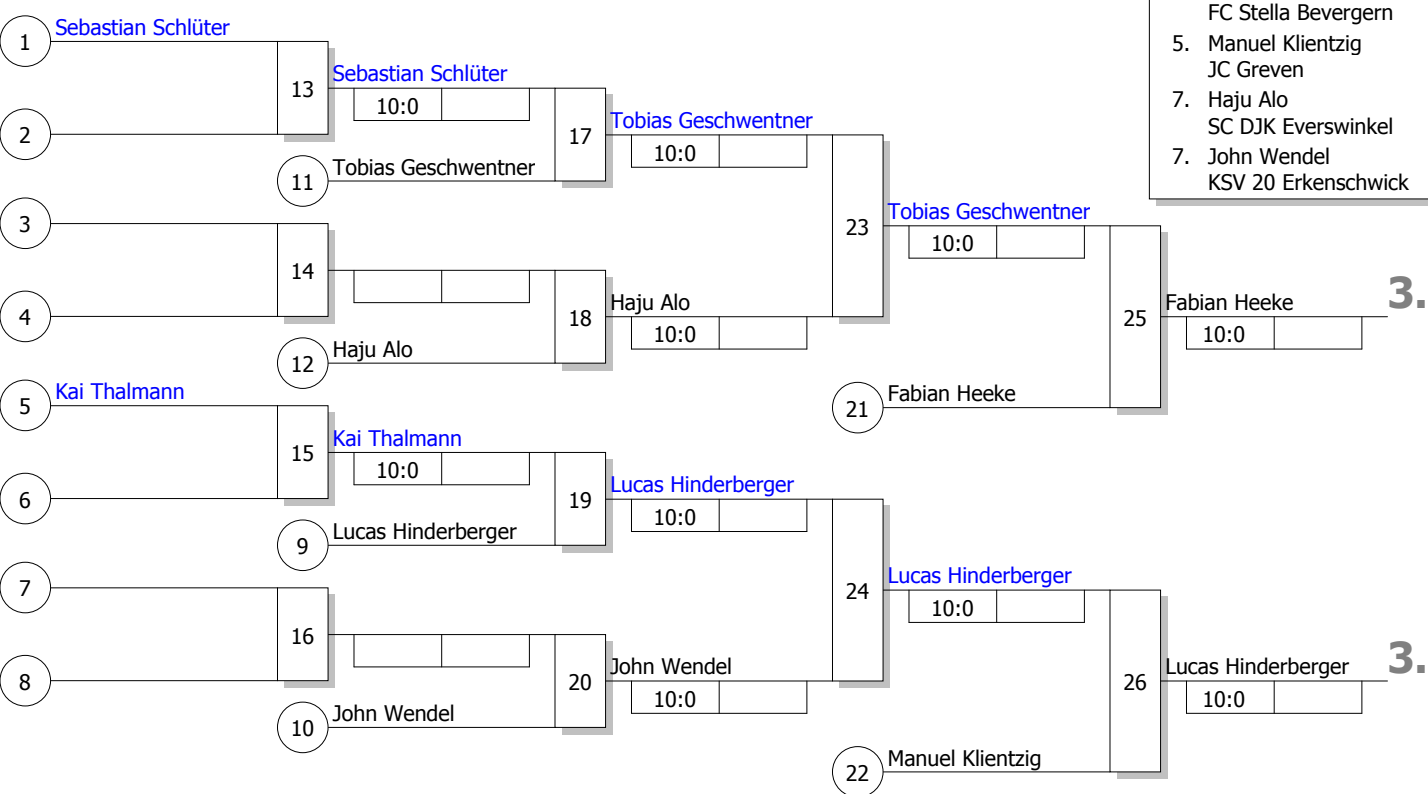 FC Stella Bevergern
5. Manuel Klientzig
JC Greven
7. Haju Alo
SC DJK Everswinkel
7. John Wendel
KSV 20 Erkenschwick
1 Sebastian Schlüter
13 Sebastian Schlüter
10:0
2
17 Tobias Geschwentner
10:0
11 Tobias Geschwentner
3
23 Tobias Geschwentner
10:0
14
4
18 Haju Alo
10:0
12 Haju Alo
25 Fabian Heeke 3.
10:0
5 Kai Thalmann
21 Fabian Heeke
15 Kai Thalmann
10:0
6
19 Lucas Hinderberger
10:0
9 Lucas Hinderberger
7
24 Lucas Hinderberger
10:0
16
8
20 John Wendel
10:0
10 John Wendel
26 Lucas Hinderberger 3.
10:0
22 Manuel Klientzig